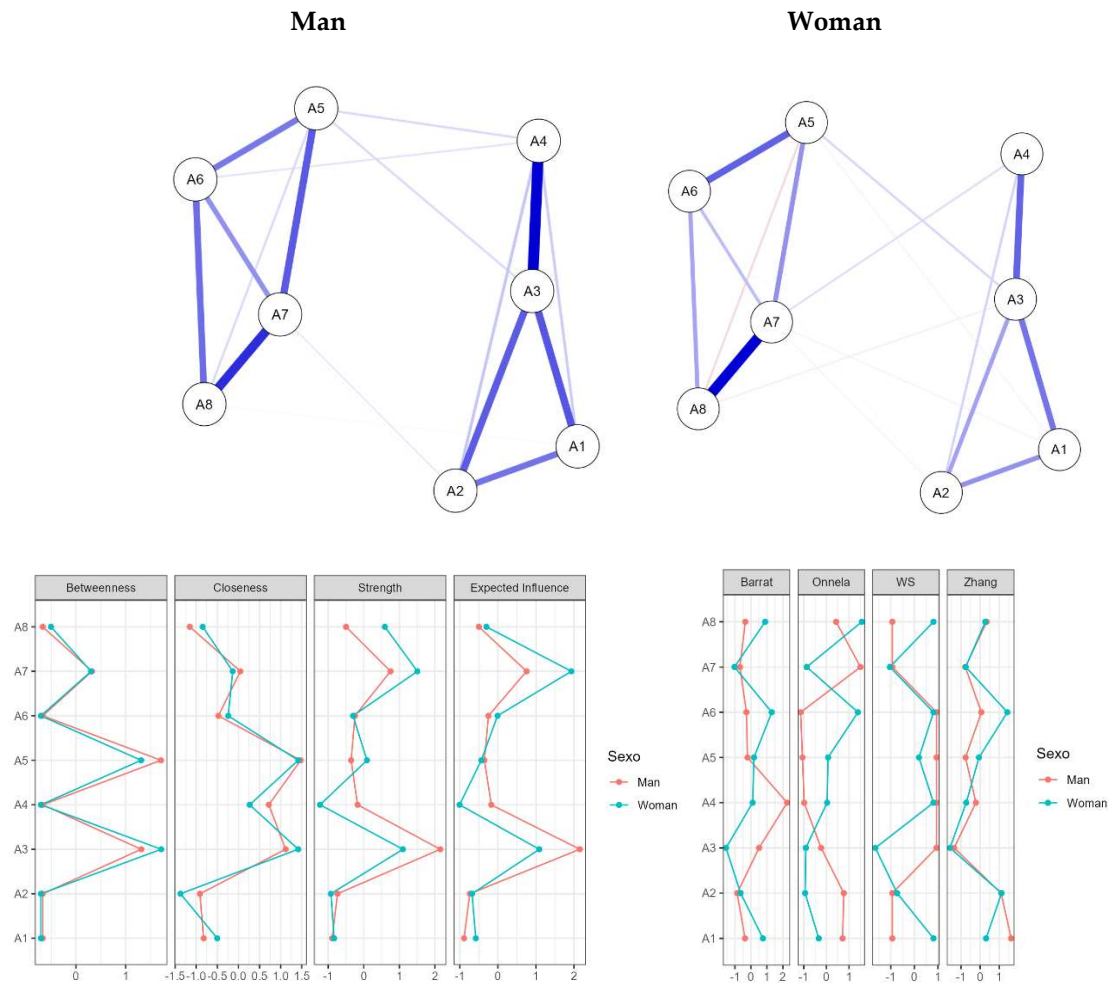 Man
Woman
A5
A4
A6
A3
A7
A8
A1
A2
A5
A4
A6
A3
A7
A8
A1
A2
Betweenness Closeness Strength Expected Influence
A8
A7
A6
A5
A4
A3
A2
A1
0 1 -1.5 -1.0 -0.5 0.0 0.5 1.0 1.5 -1 0 1 2 -1 0 1 2
Sexo
Man
Woman
Barrat Onnela WS Zhang
A8
A7
A6
A5
A4
A3
A2
A1
-1 0 1 2 -1 0 1 -1 0 1 -1 0 1
Sexo
Man
Woman